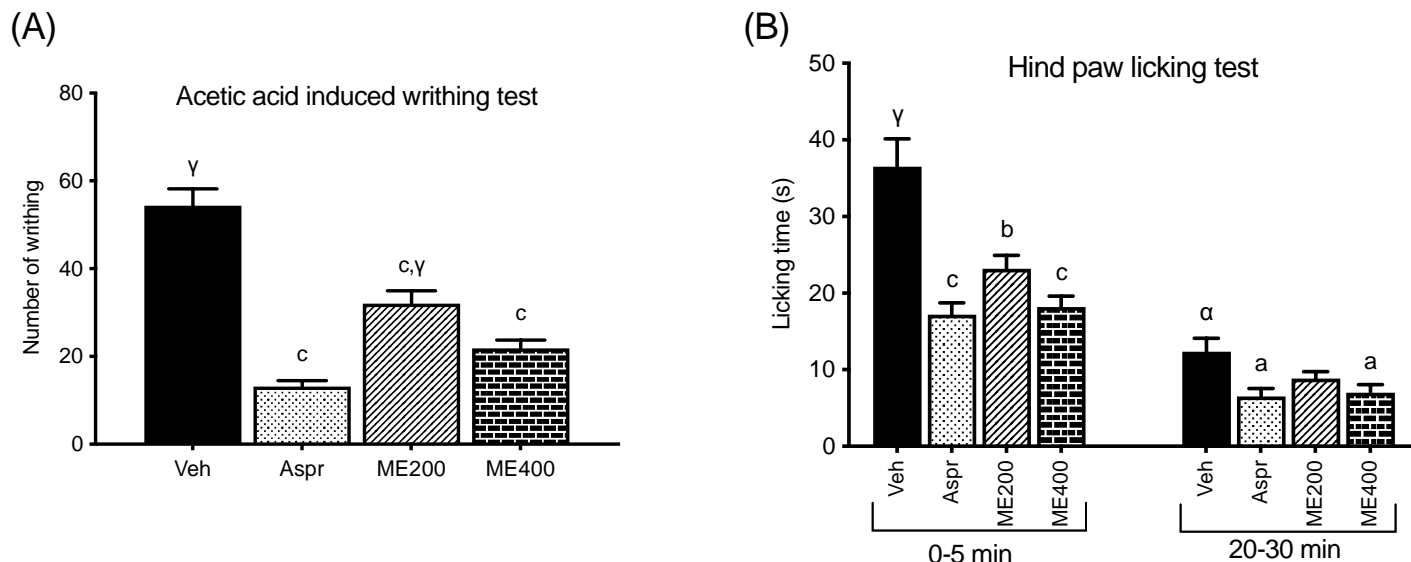 (A)
Acetic acid induced writhing test
Number of writhing
80
60
40
20
0
γ
c
c,γ
c
Veh
Aspr
ME200
ME400
(B)
Hind paw licking test
Licking time (s)
50
40
30
20
10
0
γ
c
b
c
α
a
a
Veh
Aspr
ME200
ME400
Veh
Aspr
ME200
ME400
0-5 min
20-30 min